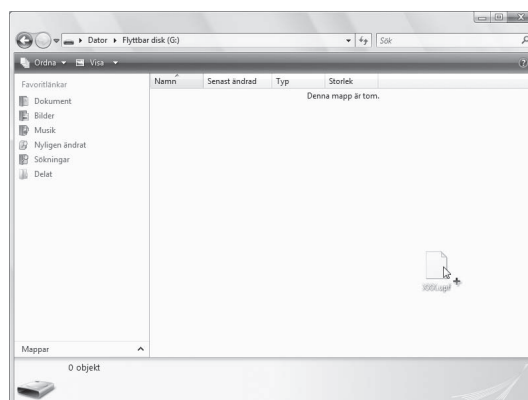 Dator Flyttbar disk (G:)
Sök
Ordna Visa
Favoritlänkar
Dokument
Bilder
Musik
Nyligen ändrat
Sökningar
Delat
Mappar
Namn Senast ändrad Typ Storlek
Denna mapp är tom.
0 objekt